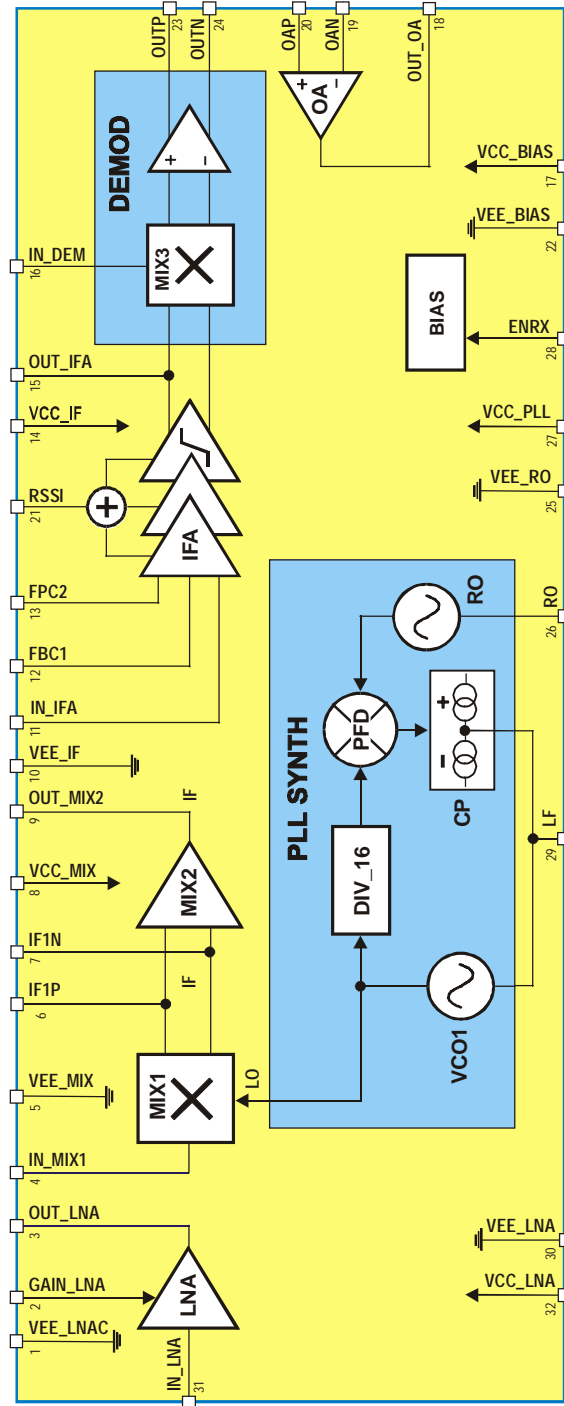 VEE_LNAC
1
GAIN_LNA
2
OUT_LNA
3
IN_MIX1
4
VEE_MIX
5
IF1P
6
IF1N
7
VCC_MIX
8
OUT_MIX2
9
VEE_IF
10
IN_IFA
11
FBC1
12
FPC2
13
RSSI
21
VCC_IF
14
OUT_IFA
15
IN_DEM
16
OUTP
23
OUTN
24
OAP
20
OAN
19
OUT_OA
18
IN_LNA
31
LNA
MIX1
IF
IF
MIX2
IFA
+
DEMOD
MIX3
+
−
OA
+
−
LO
PLL SYNTH
VCO1
DIV_16
PFD
CP
−
+
RO
BIAS
VCC_LNA
32
VEE_LNA
30
LF
29
RO
26
VEE_RO
25
VCC_PLL
27
ENRX
28
VEE_BIAS
22
VCC_BIAS
17